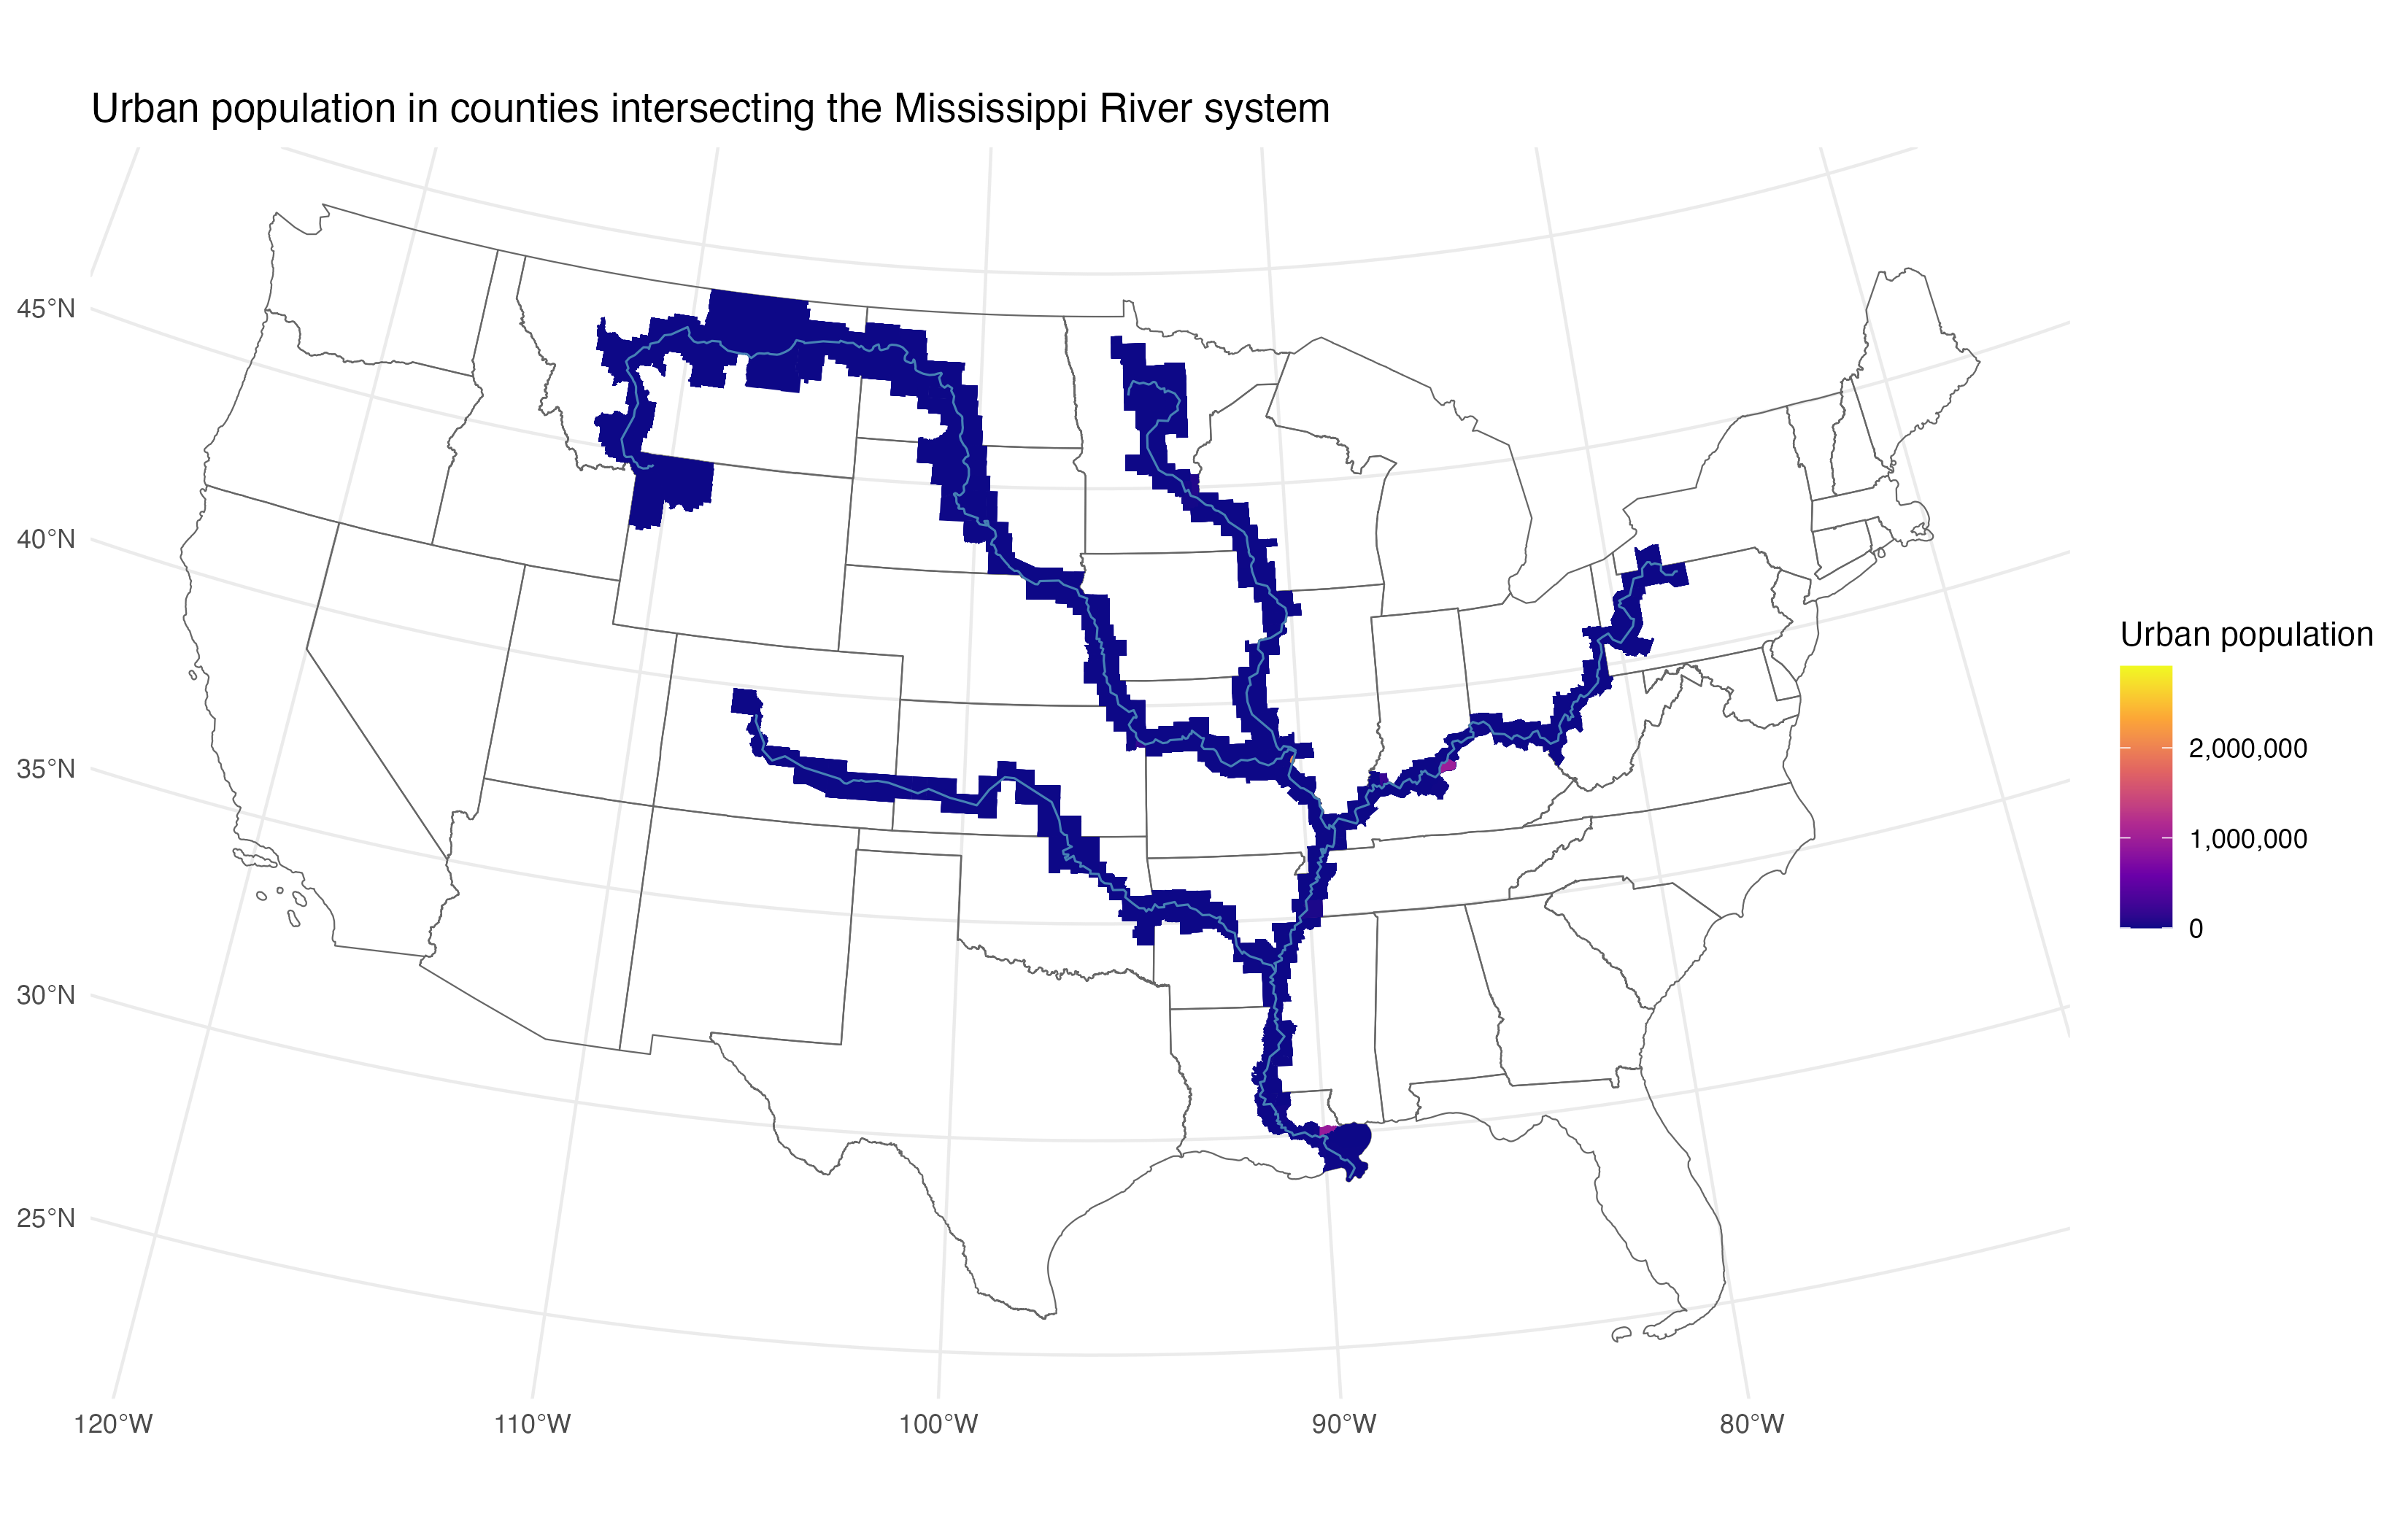 Urban population in counties intersecting the Mississippi River system
45°N
40°N
35°N
30°N
25°N
120°W
110°W
100°W
90°W
80°W
Urban population
2,000,000
1,000,000
0